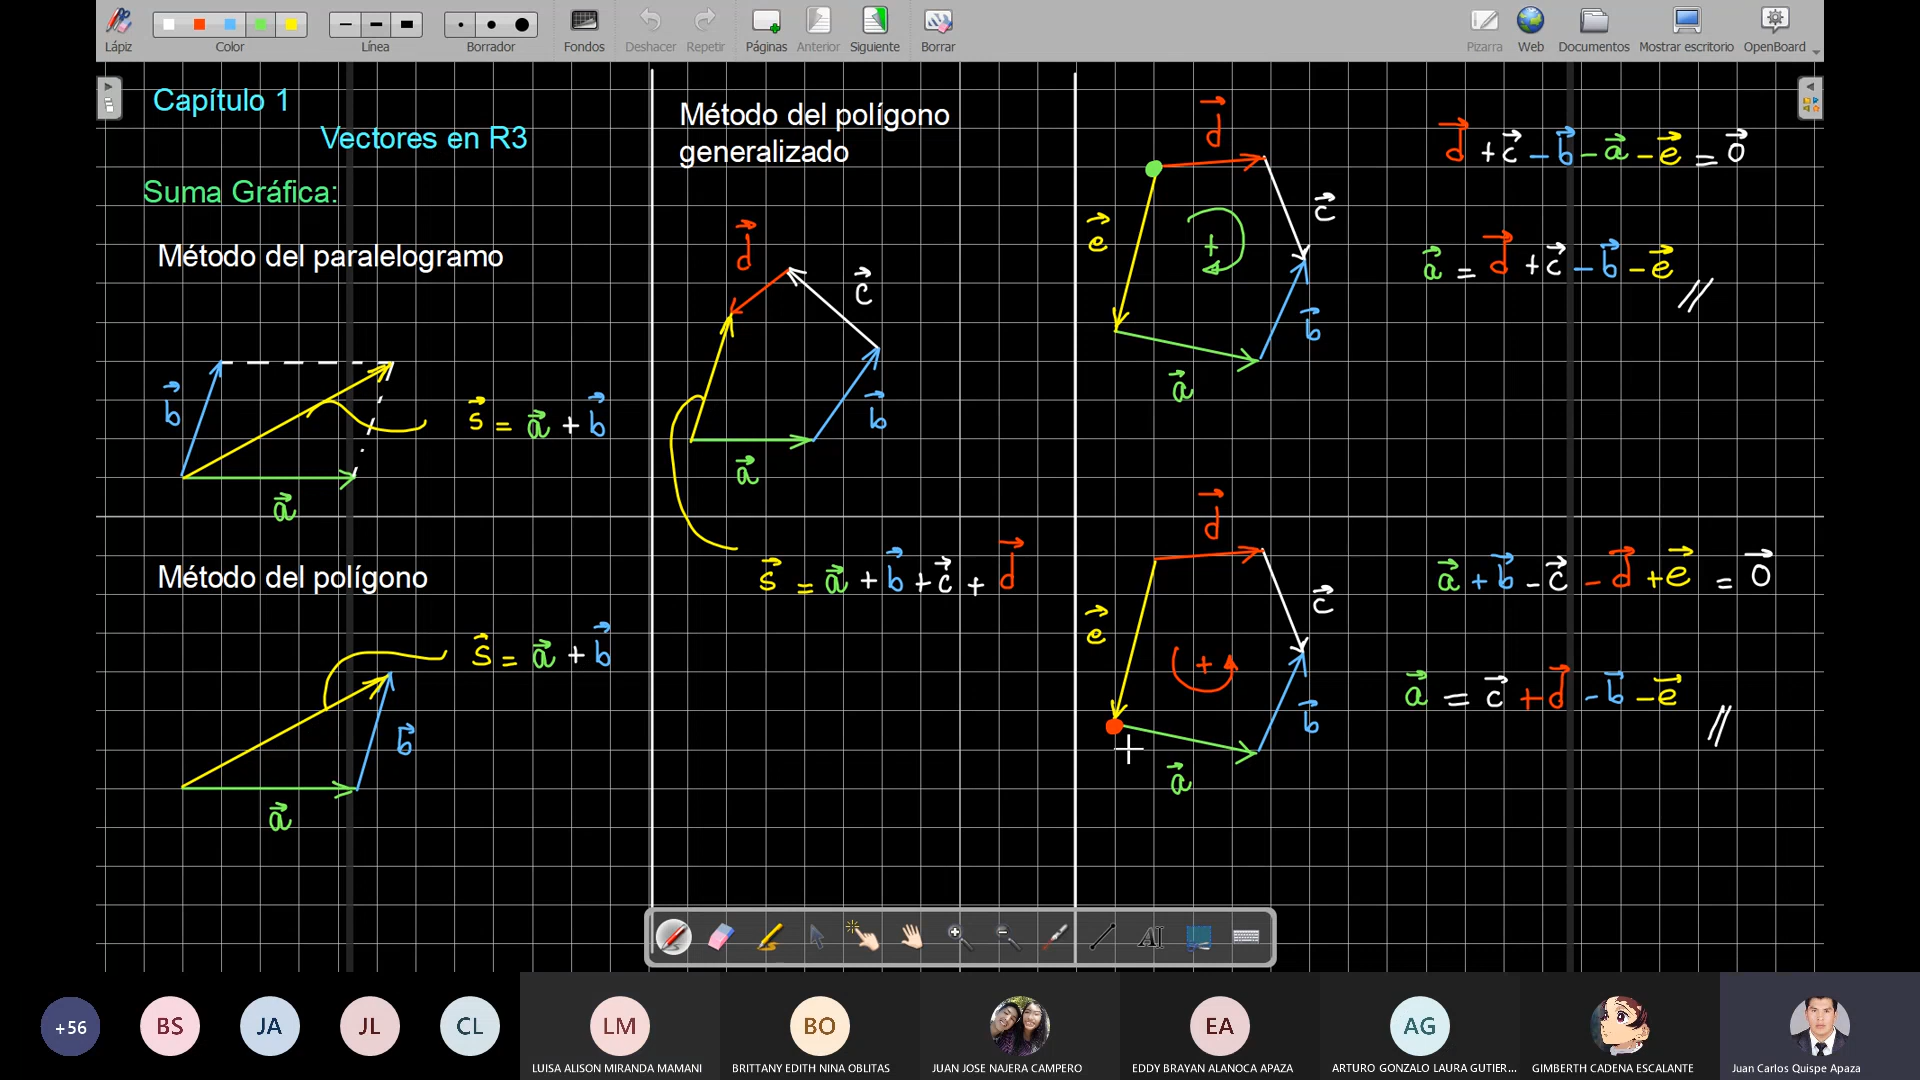 Lápiz Color Línea Borrador Fondos Deshacer Repetir Páginas Anterior Siguiente Borrar Pizarra Web Documentos Mostrar escritorio OpenBoard
Capítulo 1
Vectores en R3
Suma Gráfica:
Método del paralelogramo
b⃗
a⃗
s⃗ = a⃗ + b⃗
Método del polígono
s⃗ = a⃗ + b⃗
b⃗
a⃗
Método del polígono
generalizado
d⃗
c⃗
b⃗
a⃗
s⃗ = a⃗ + b⃗ + c⃗ + d⃗
d⃗
c⃗
e⃗
+
b⃗
a⃗
d⃗ + c⃗ - b⃗ - a⃗ - e⃗ = 0⃗
a⃗ = d⃗ + c⃗ - b⃗ - e⃗
d⃗
c⃗
e⃗
+
b⃗
a⃗
a⃗ + b⃗ - c⃗ - d⃗ + e⃗ = 0⃗
a⃗ = c⃗ + d⃗ - b⃗ - e⃗
AI
+56 BS JA JL CL LM BO EA AG
LUISA ALISON MIRANDA MAMANI BRITTANY EDITH NINA OBLITAS JUAN JOSE NAJERA CAMPERO EDDY BRAYAN ALANOCA APAZA ARTURO GONZALO LAURA GUTIER... GIMBERTH CADENA ESCALANTE Juan Carlos Quispe Apaza